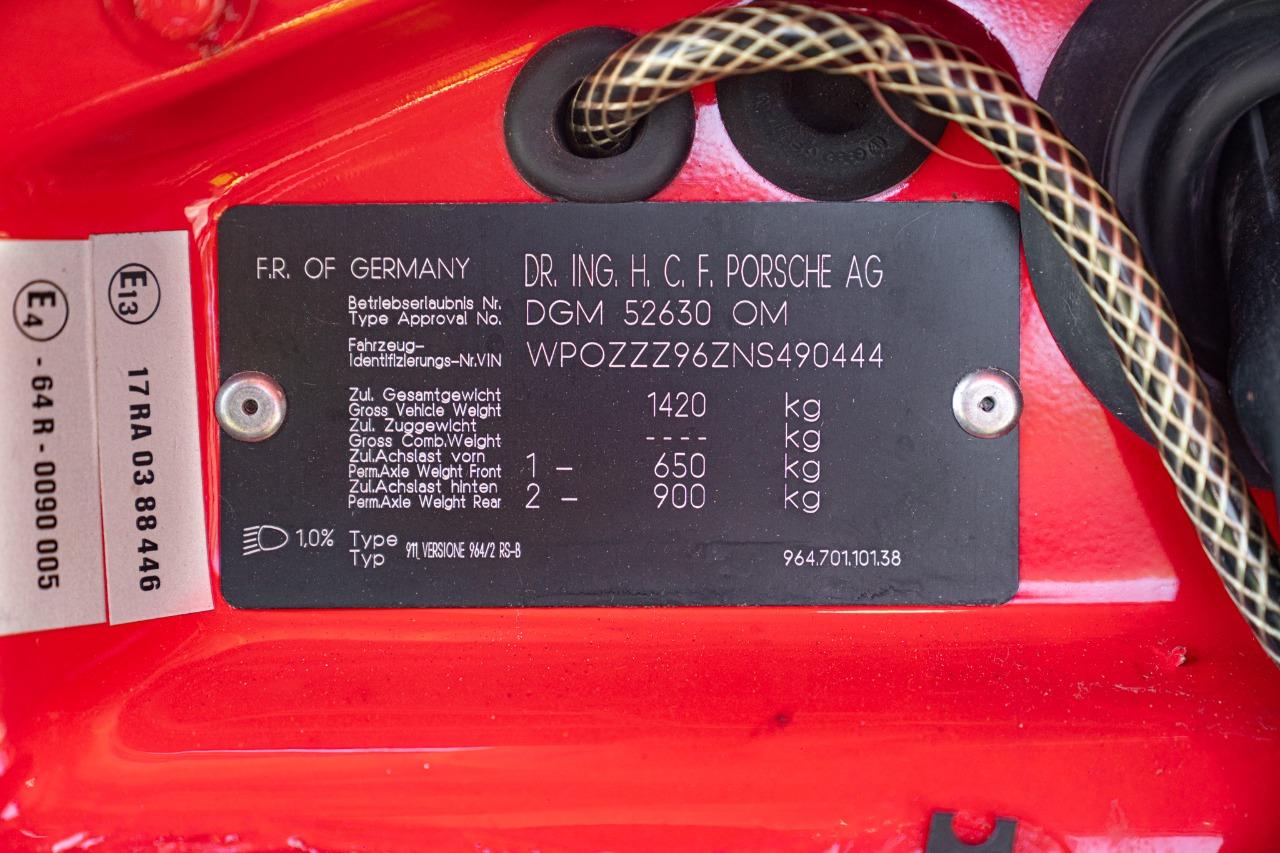 E4
- 64 R - 0090 005
E13
17 RA 03 88 446
F.R. OF GERMANY DR. ING. H. C. F. PORSCHE AG
Betriebserlaubnis Nr.
Type Approval No. DGM 52630 OM
Fahrzeug-
Identifizierungs-Nr.VIN WPOZZZ96ZNS490444
Zul. Gesamtgewicht
Gross Vehicle Weight 1420 kg
Zul. Zuggewicht
Gross Comb.Weight ---- kg
Zul.Achslast vorn
Perm.Axle Weight Front 1 – 650 kg
Zul.Achslast hinten
Perm.Axle Weight Rear 2 – 900 kg
1,0% Type
Typ 911, VERSIONE 964/2 RS-B 964.701.101.38